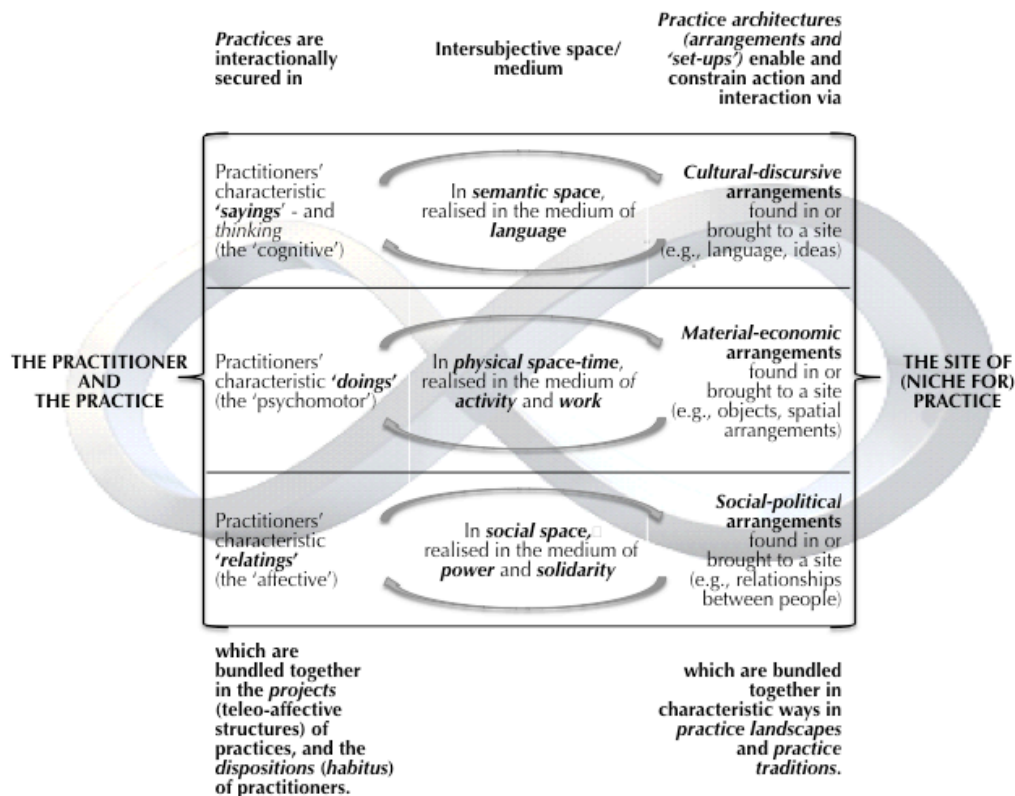 Practices are
interactionally
secured in
Intersubjective space/
medium
Practice architectures
(arrangements and
‘set-ups’) enable and
constrain action and
interaction via
THE PRACTITIONER
AND
THE PRACTICE
Practitioners’
characteristic
‘sayings’ - and
thinking
(the ‘cognitive’)
In semantic space,
realised in the medium of
language
Cultural-discursive
arrangements
found in or
brought to a site
(e.g., language, ideas)
Practitioners’
characteristic ‘doings’
(the ‘psychomotor’)
In physical space-time,
realised in the medium of
activity and work
Material-economic
arrangements
found in or
brought to a site
(e.g., objects, spatial
arrangements)
Practitioners’
characteristic
‘relatings’
(the ‘affective’)
In social space,
realised in the medium of
power and solidarity
Social-political
arrangements
found in or
brought to a site
(e.g., relationships
between people)
THE SITE OF
(NICHE FOR)
PRACTICE
which are
bundled together
in the projects
(teleo-affective
structures) of
practices, and the
dispositions (habitus)
of practitioners.
which are bundled
together in
characteristic ways in
practice landscapes
and practice
traditions.